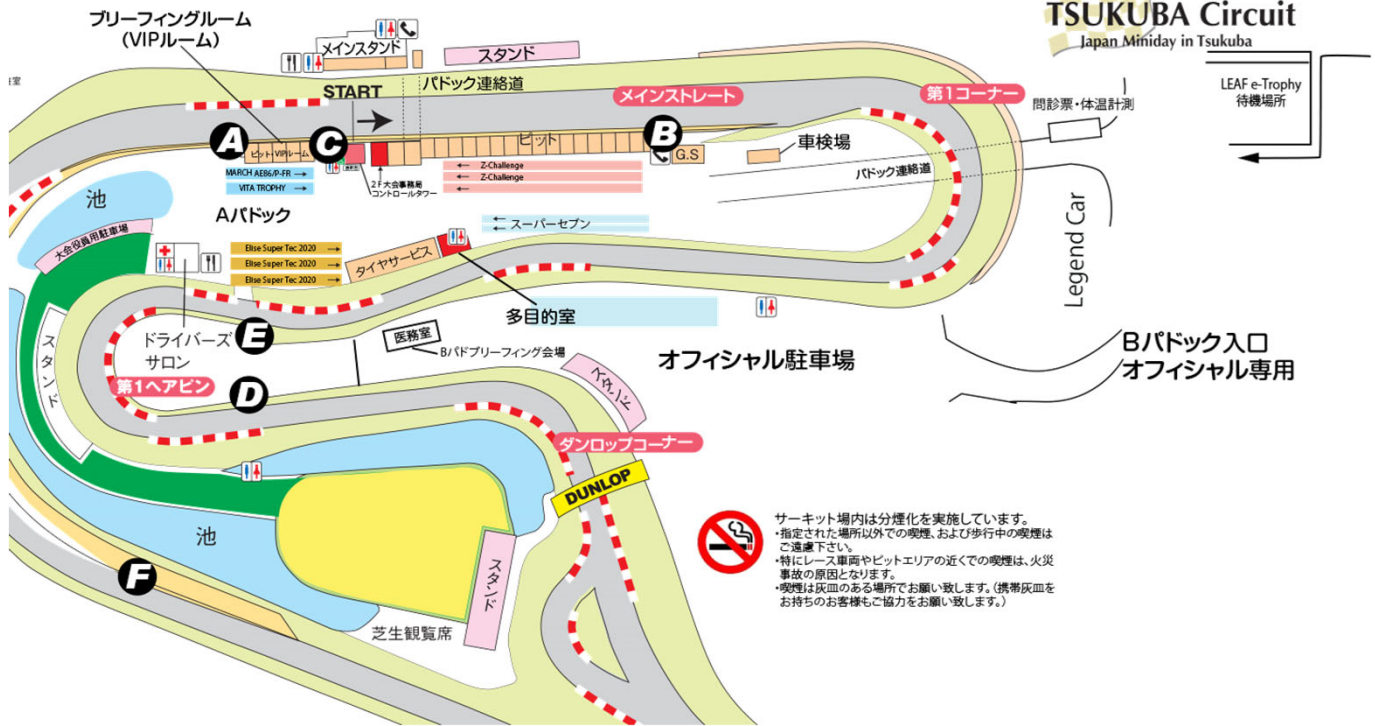 ブリーフィングルーム
(VIPルーム)
メインスタンド
スタンド
TSUKUBA Circuit
Japan Miniday in Tsukuba
パドック連絡道
START
メインストレート
第1コーナー
LEAF e-Trophy
待機場所
問診票・体温計測
A
ピット・VIPルーム
C
ピット
B
G.S
車検場
MARCH AE86/P-FR →
VITA TROPHY →
2F大会事務局
コントロールタワー
← Z-Challenge
← Z-Challenge
←
パドック連絡道
池
Aパドック
← スーパーセブン
←
Legend Car
大会役員用駐車場
Elise Super Tec 2020 →
Elise Super Tec 2020 →
Elise Super Tec 2020 →
タイヤサービス
多目的室
スタンド
ドライバーズ
サロン
E
医務室
Bパドブリーフィング会場
オフィシャル駐車場
Bパドック入口
オフィシャル専用
第1ヘアピン
D
スタンド
ダンロップコーナー
DUNLOP
池
F
スタンド
芝生観覧席
サーキット場内は分煙化を実施しています。
・指定された場所以外での喫煙、および歩行中の喫煙は
ご遠慮下さい。
・特にレース車両やピットエリアの近くでの喫煙は、火災
事故の原因となります。
・喫煙は灰皿のある場所でお願い致します。(携帯灰皿を
お持ちのお客様もご協力をお願い致します。)